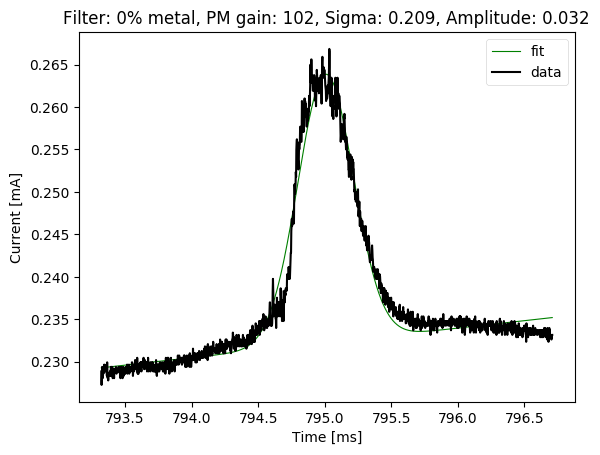 Filter: 0% metal, PM gain: 102, Sigma: 0.209, Amplitude: 0.032
fit
data
0.265
0.260
0.255
0.250
0.245
0.240
0.235
0.230
Current [mA]
793.5 794.0 794.5 795.0 795.5 796.0 796.5
Time [ms]